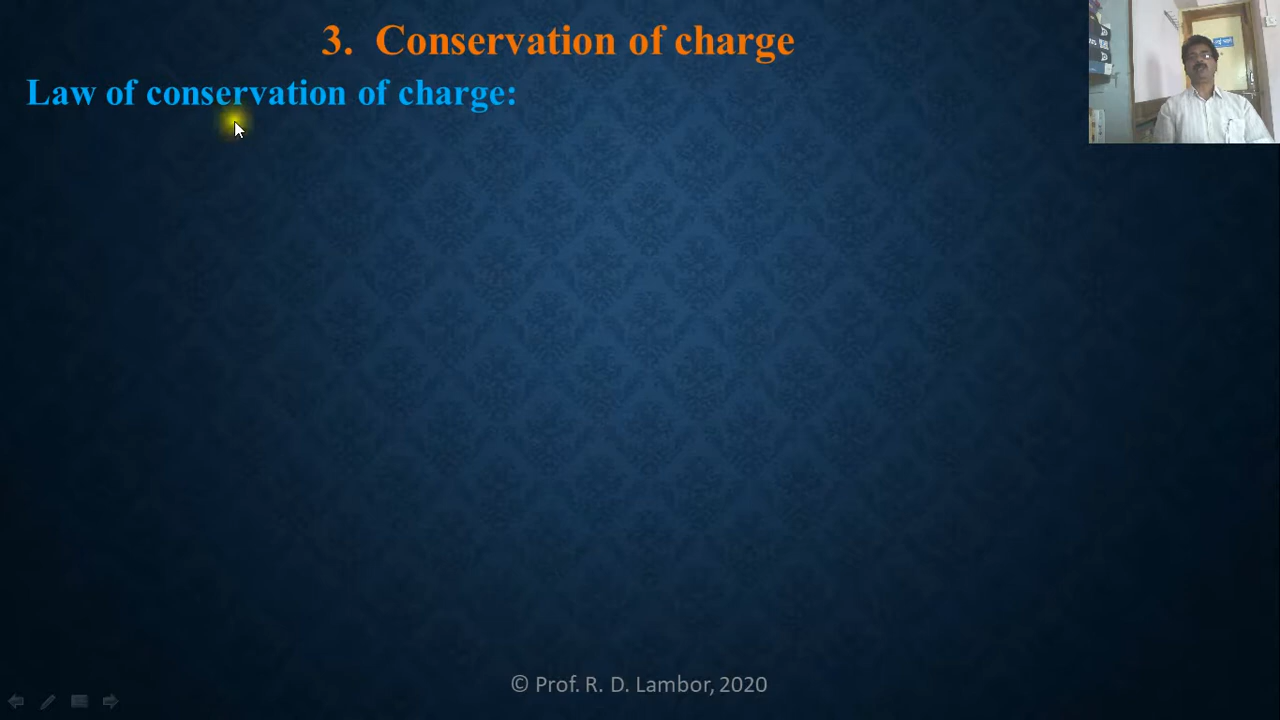 3. Conservation of charge
Law of conservation of charge:
© Prof. R. D. Lambor, 2020